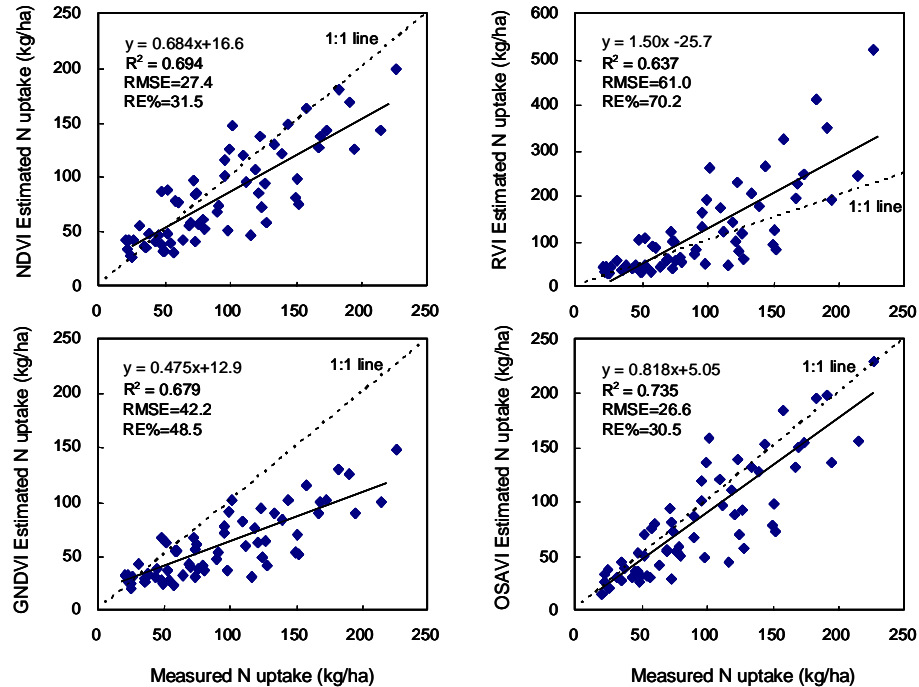 NDVI Estimated N uptake (kg/ha)
250
200
150
100
50
0
y = 0.684x+16.6
R² = 0.694
RMSE=27.4
RE%=31.5
1:1 line
0 50 100 150 200 250
RVI Estimated N uptake (kg/ha)
600
500
400
300
200
100
0
y = 1.50x -25.7
R² = 0.637
RMSE=61.0
RE%=70.2
1:1 line
0 50 100 150 200 250
GNDVI Estimated N uptake (kg/ha)
250
200
150
100
50
0
y = 0.475x+12.9
R² = 0.679
RMSE=42.2
RE%=48.5
1:1 line
0 50 100 150 200 250
Measured N uptake (kg/ha)
OSAVI Estimated N uptake (kg/ha)
250
200
150
100
50
0
y = 0.818x+5.05
R² = 0.735
RMSE=26.6
RE%=30.5
1:1 line
0 50 100 150 200 250
Measured N uptake (kg/ha)